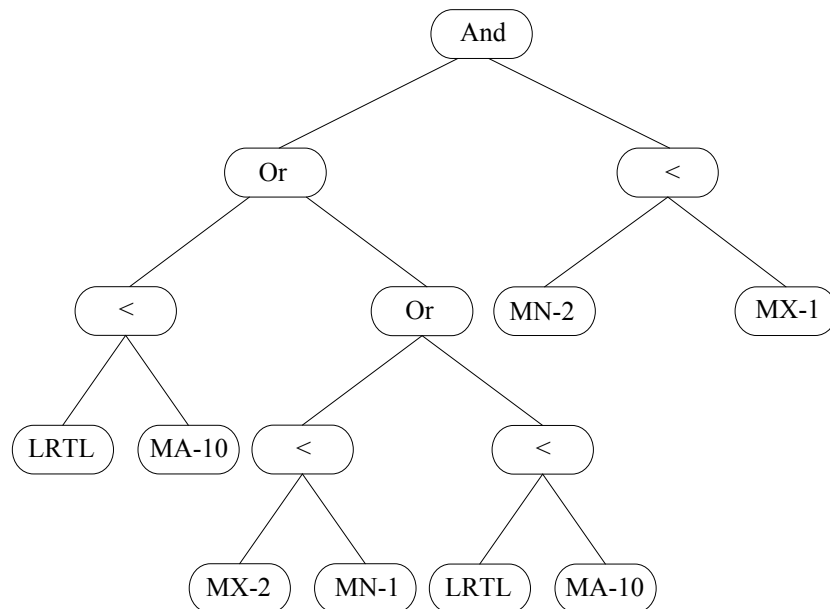 And
Or
<
<
Or
MN-2
MX-1
LRTL
MA-10
<
<
MX-2
MN-1
LRTL
MA-10